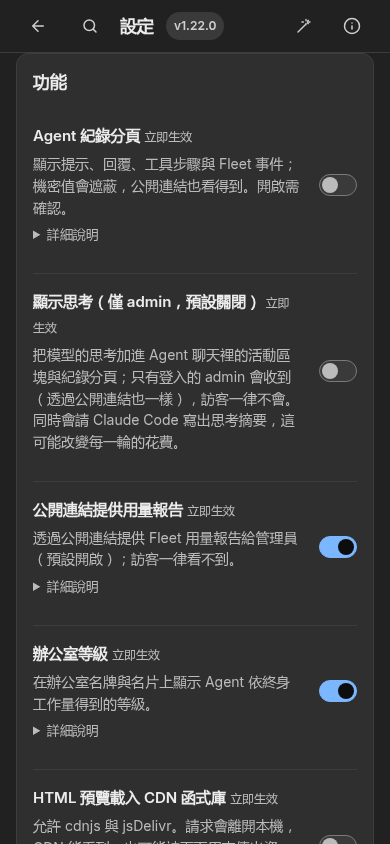 設定 v1.22.0
功能
Agent 紀錄分頁 立即生效
顯示提示、回覆、工具步驟與 Fleet 事件；
機密值會遮蔽，公開連結也看得到。開啟需
確認。
▶ 詳細說明
顯示思考（僅 admin，預設關閉） 立即
生效
把模型的思考加進 Agent 聊天裡的活動區
塊與紀錄分頁；只有登入的 admin 會收到
（透過公開連結也一樣），訪客一律不會。
同時會請 Claude Code 寫出思考摘要，這
可能改變每一輪的花費。
公開連結提供用量報告 立即生效
透過公開連結提供 Fleet 用量報告給管理員
（預設開啟）；訪客一律看不到。
▶ 詳細說明
辦公室等級 立即生效
在辦公室名牌與名片上顯示 Agent 依終身
工作量得到的等級。
▶ 詳細說明
HTML 預覽載入 CDN 函式庫 立即生效
允許 cdnjs 與 jsDelivr。請求會離開本機，